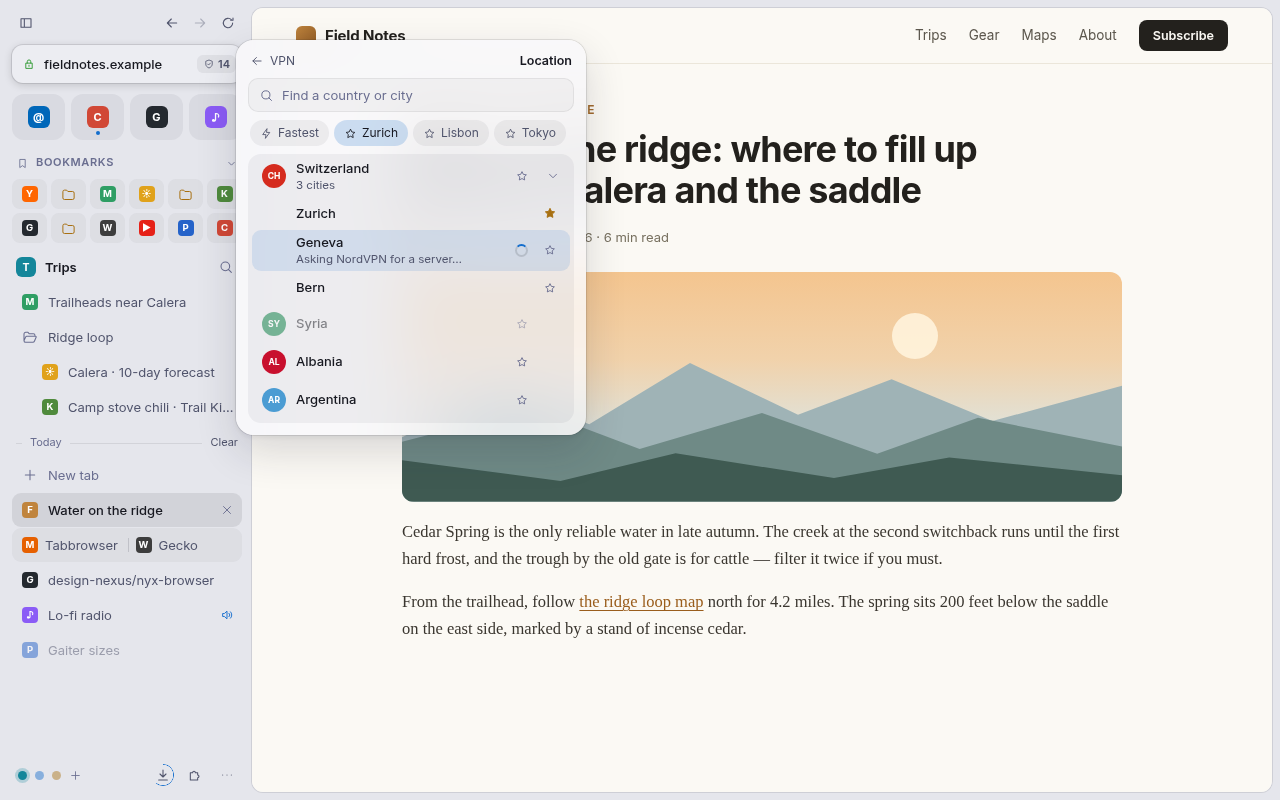 fieldnotes.example
14
@
C
G
BOOKMARKS
Y
M
K
G
W
P
C
T Trips
M Trailheads near Calera
Ridge loop
Calera · 10-day forecast
K Camp stove chili · Trail Ki...
Today
Clear
New tab
F Water on the ridge
M Tabbrowser
W Gecko
G design-nexus/nyx-browser
Lo-fi radio
P Gaiter sizes
VPN
Location
Find a country or city
Fastest
Zurich
Lisbon
Tokyo
CH Switzerland
3 cities
Zurich
Geneva
Asking NordVPN for a server...
Bern
SY Syria
AL Albania
AR Argentina
Field Notes
Trips
Gear
Maps
About
Subscribe
ridge: where to fill up
and the saddle
· 6 min read
Cedar Spring is the only reliable water in late autumn. The creek at the second switchback runs until the first
hard frost, and the trough by the old gate is for cattle — filter it twice if you must.
From the trailhead, follow the ridge loop map north for 4.2 miles. The spring sits 200 feet below the saddle
on the east side, marked by a stand of incense cedar.